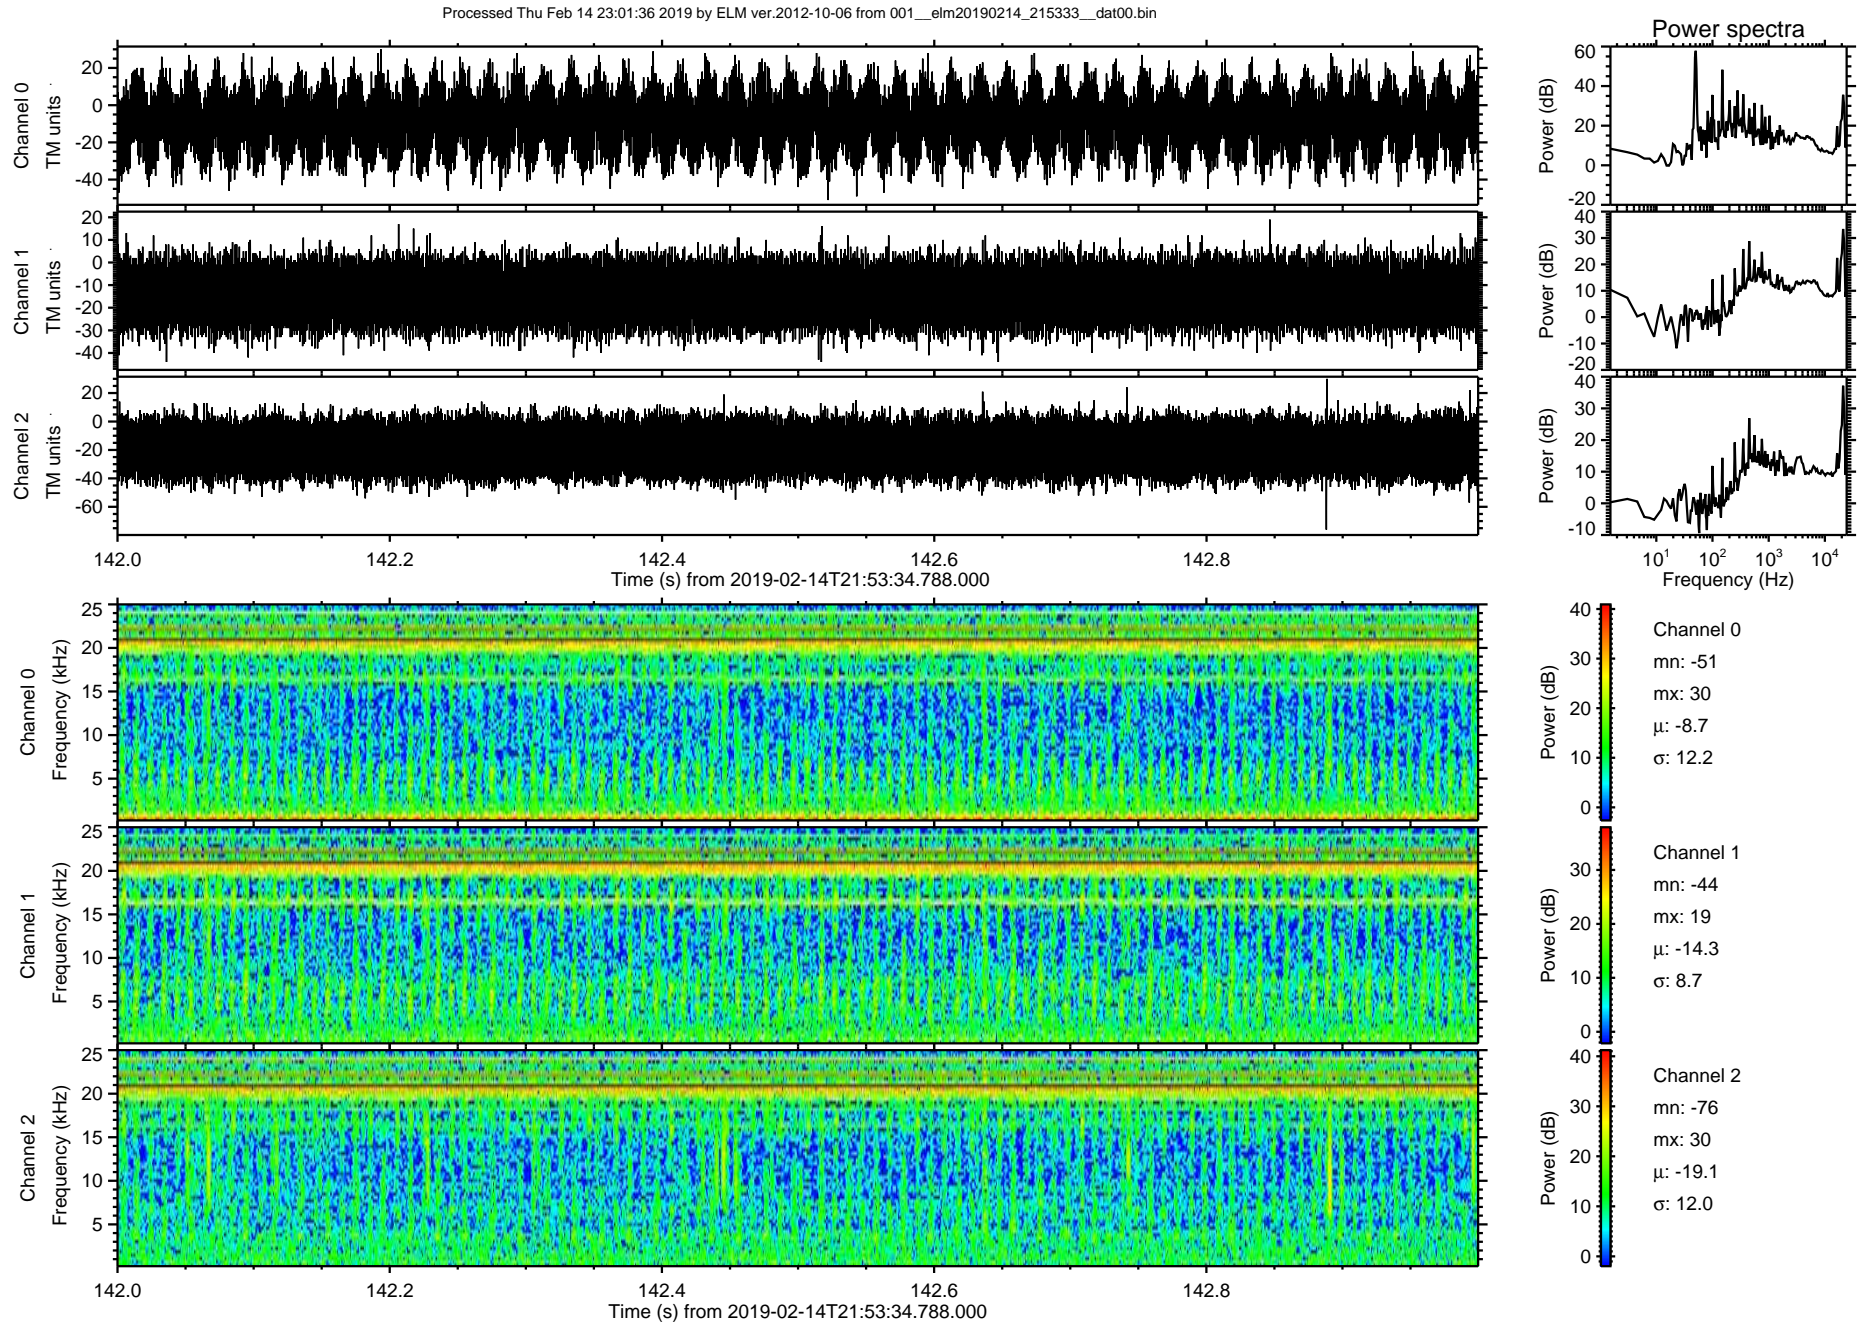 Processed Thu Feb 14 23:01:36 2019 by ELM ver.2012-10-06 from 001__elm20190214_215333__dat00.bin
Power spectra
Channel 0
TM units
20
0
-20
-40
Power (dB)
60
40
20
0
-20
Channel 1
TM units
20
10
0
-10
-20
-30
-40
Power (dB)
40
30
20
10
0
-10
-20
Channel 2
TM units
20
0
-20
-40
-60
Power (dB)
40
30
20
10
0
-10
142.0 142.2 142.4 142.6 142.8
Time (s) from 2019-02-14T21:53:34.788.000
10¹ 10² 10³ 10⁴
Frequency (Hz)
Channel 0
Frequency (kHz)
25
20
15
10
5
Power (dB)
40
30
20
10
0
Channel 0
mn: -51
mx: 30
μ: -8.7
σ: 12.2
Channel 1
Frequency (kHz)
25
20
15
10
5
Power (dB)
30
20
10
0
Channel 1
mn: -44
mx: 19
μ: -14.3
σ: 8.7
Channel 2
Frequency (kHz)
25
20
15
10
5
Power (dB)
40
30
20
10
0
Channel 2
mn: -76
mx: 30
μ: -19.1
σ: 12.0
142.0 142.2 142.4 142.6 142.8
Time (s) from 2019-02-14T21:53:34.788.000